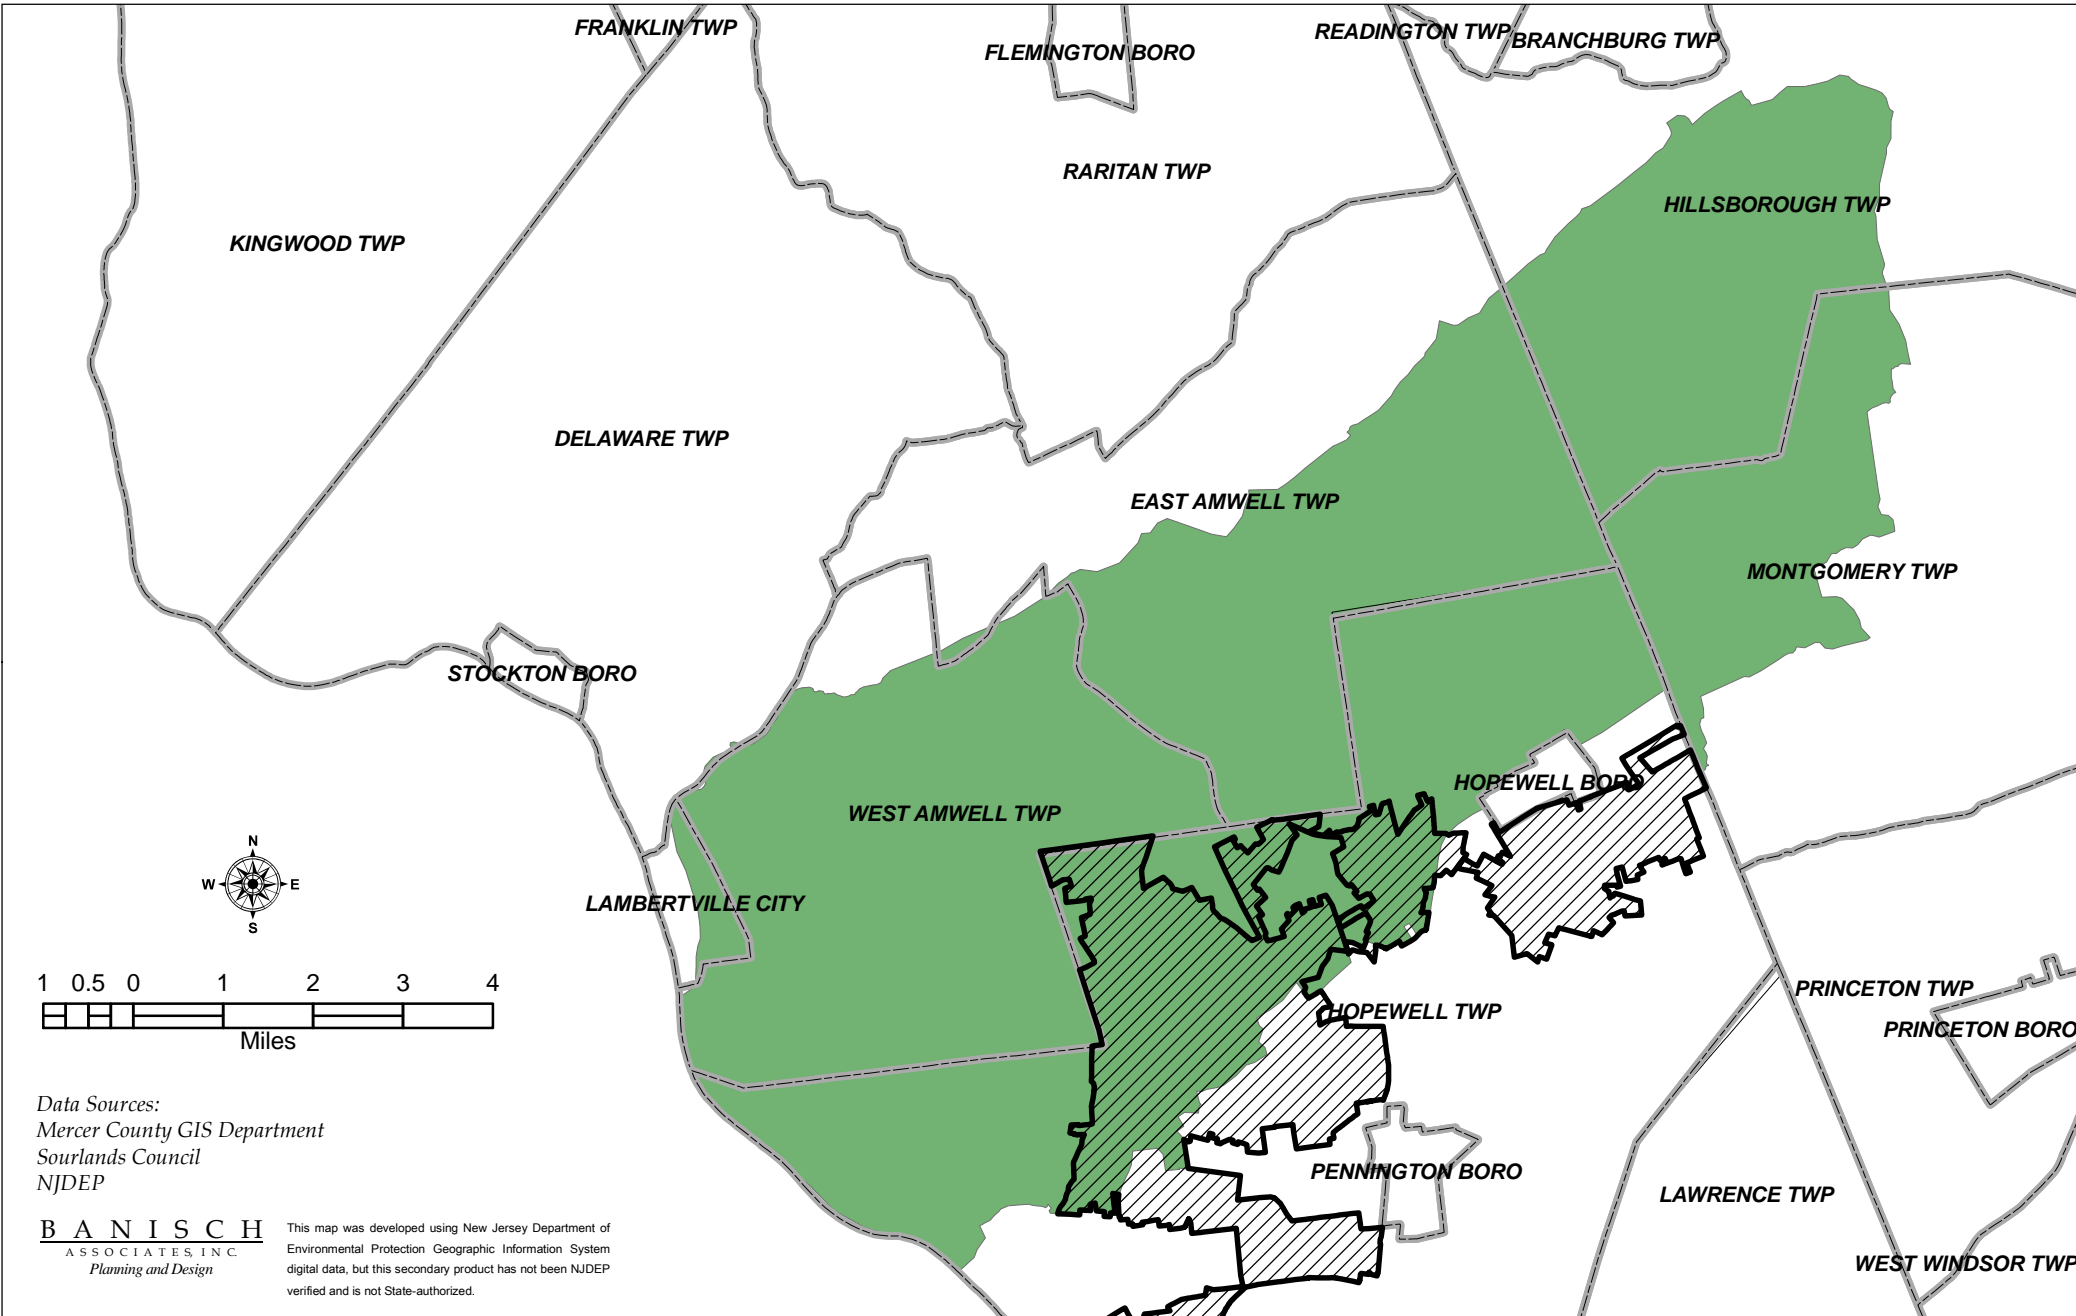 FRANKLIN TWP
FLEMINGTON BORO
READINGTON TWP
BRANCHBURG TWP
RARITAN TWP
HILLSBOROUGH TWP
KINGWOOD TWP
DELAWARE TWP
EAST AMWELL TWP
MONTGOMERY TWP
STOCKTON BORO
HOPEWELL BORO
WEST AMWELL TWP
N
W E
S
LAMBERTVILLE CITY
1 0.5 0 1 2 3 4
Miles
HOPEWELL TWP
PRINCETON TWP
PRINCETON BORO
PENNINGTON BORO
LAWRENCE TWP
WEST WINDSOR TWP
Data Sources:
Mercer County GIS Department
Sourlands Council
NJDEP
BANISCH
ASSOCIATES, INC.
Planning and Design
This map was developed using New Jersey Department of
Environmental Protection Geographic Information System
digital data, but this secondary product has not been NJDEP
verified and is not State-authorized.